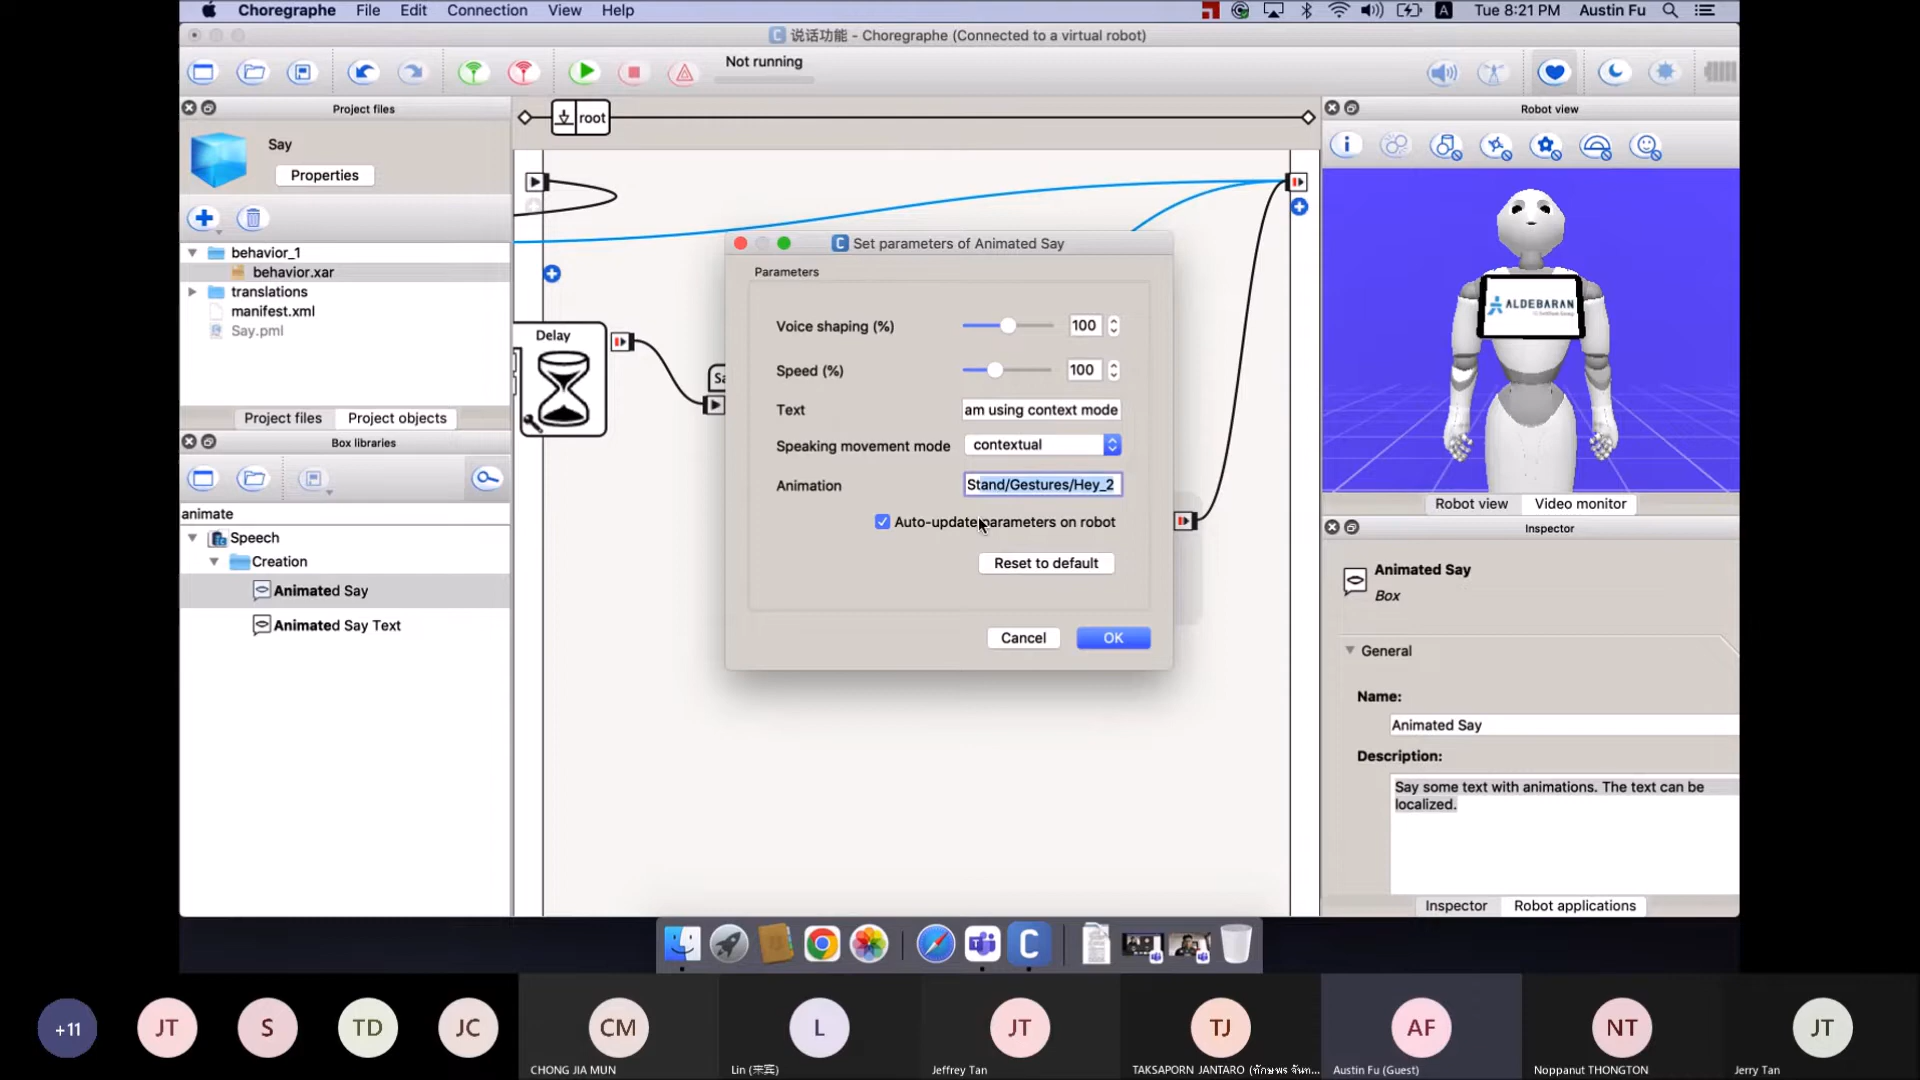 Choregraphe File Edit Connection View Help
A Tue 8:21 PM Austin Fu
C 说话功能 - Choregraphe (Connected to a virtual robot)
Not running
Project files
Say
Properties
behavior_1
behavior.xar
translations
manifest.xml
Say.pml
Project files Project objects
Box libraries
animate
Speech
Creation
Animated Say
Animated Say Text
root
Delay
C Set parameters of Animated Say
Parameters
Voice shaping (%) 100
Speed (%) 100
Text am using context mode
Speaking movement mode contextual
Animation Stand/Gestures/Hey_2
Auto-update parameters on robot
Reset to default
Cancel OK
Robot view
ALDEBARAN
Robot view Video monitor
Inspector
Animated Say
Box
General
Name:
Animated Say
Description:
Say some text with animations. The text can be
localized.
Inspector Robot applications
C
+11 JT S TD JC CM L JT TJ AF NT JT
CHONG JIA MUN
Jeffrey Tan
Austin Fu (Guest)
Noppanut THONGTON
Jerry Tan